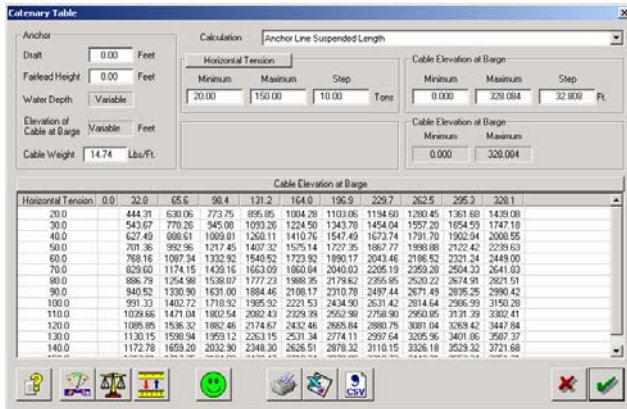 Catenary Table
Anchor
Draft 0.00 Feet
Fairlead Height 0.00 Feet
Water Depth Variable
Elevation of Cable at Barge Variable Feet
Cable Weight 14.74 Lbs/Ft.
Calculation Anchor Line Suspended Length
Horizontal Tension
Minimum Maximum Step
20.00 150.00 10.00 Tons
Cable Elevation at Barge
Minimum Maximum Step
0.000 328.084 32.808 Ft.
Cable Elevation at Barge
Minimum Maximum
0.000 328.084
Cable Elevation at Barge
Horizontal Tension 0.0 32.8 65.6 98.4 131.2 164.0 196.9 229.7 262.5 295.3 328.1
20.0 444.31 630.06 773.75 895.85 1004.28 1103.06 1194.60 1280.45 1361.68 1439.08
30.0 543.67 770.26 945.08 1093.26 1224.50 1343.78 1454.04 1557.20 1654.59 1747.18
40.0 627.49 888.61 1089.81 1260.11 1410.76 1547.49 1673.74 1791.70 1902.94 2008.55
50.0 701.36 992.96 1217.45 1407.32 1575.14 1727.35 1867.77 1998.88 2122.42 2239.63
60.0 768.16 1087.34 1332.92 1540.52 1723.92 1890.17 2043.46 2186.52 2321.24 2449.00
70.0 829.60 1174.15 1439.16 1663.09 1860.84 2040.03 2205.19 2359.28 2504.33 2641.83
80.0 886.79 1254.98 1538.07 1777.23 1988.35 2179.62 2355.85 2520.22 2674.91 2821.51
90.0 940.52 1330.90 1631.00 1884.46 2108.17 2310.78 2497.44 2671.49 2835.25 2990.42
100.0 991.33 1402.72 1718.92 1985.92 2221.53 2434.90 2631.42 2814.64 2986.99 3150.28
110.0 1039.66 1471.04 1802.54 2082.43 2329.39 2552.98 2758.90 2950.85 3131.39 3302.41
120.0 1085.85 1536.32 1882.46 2174.67 2432.46 2665.84 2880.75 3081.04 3269.42 3447.84
130.0 1130.15 1598.94 1959.12 2263.15 2531.34 2774.11 2997.64 3205.96 3401.86 3587.37
140.0 1172.78 1659.20 2032.90 2348.30 2626.51 2878.32 3110.15 3326.18 3529.32 3721.68
CSV